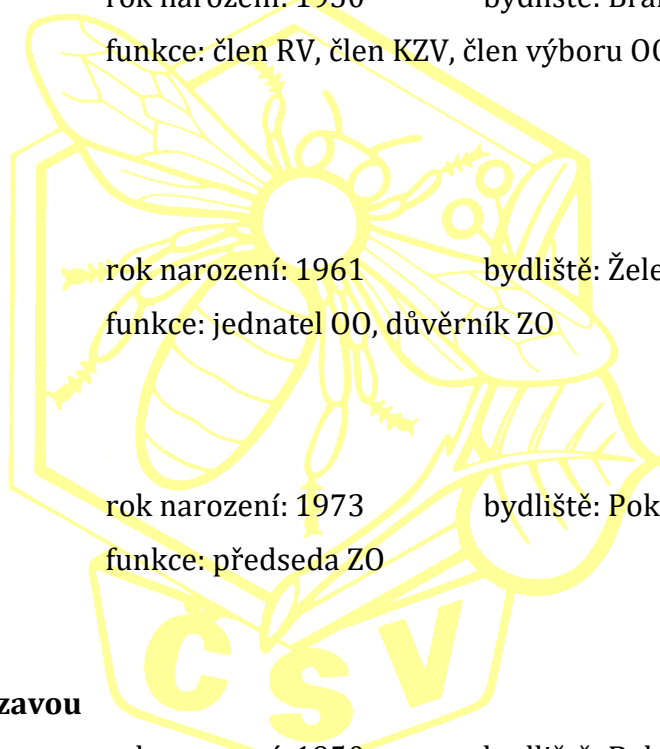 funkce: člen RV, člen KZV, člen výboru OO
rok narození: 1961 bydliště: Žele
funkce: jednatel OO, důvěrník ZO
rok narození: 1973 bydliště: Pok
funkce: předseda ZO
ČSV
zavou